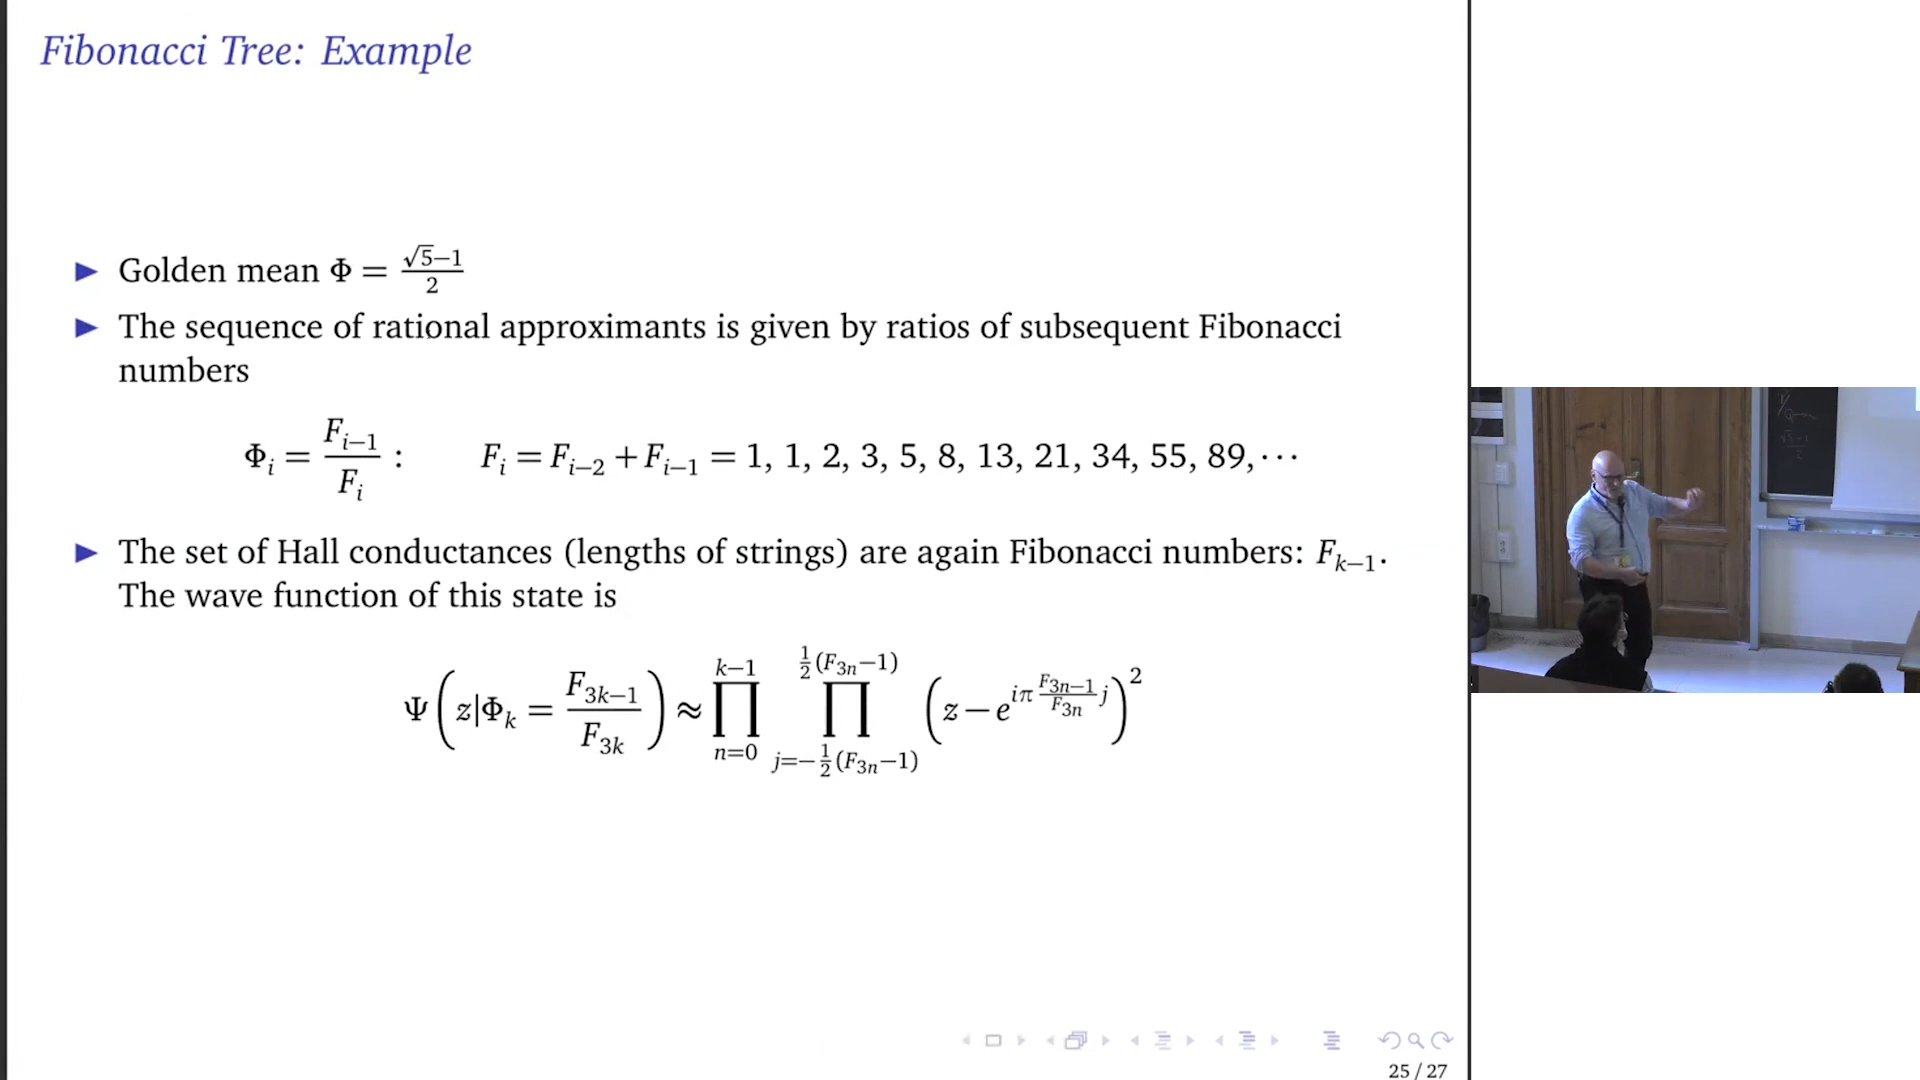 Fibonacci Tree: Example
▶ Golden mean Φ = (√5−1)/2
▶ The sequence of rational approximants is given by ratios of subsequent Fibonacci
numbers
Φ_i = F_{i−1}/F_i :    F_i = F_{i−2} + F_{i−1} = 1, 1, 2, 3, 5, 8, 13, 21, 34, 55, 89, ⋯
▶ The set of Hall conductances (lengths of strings) are again Fibonacci numbers: F_{k−1}.
The wave function of this state is
Ψ(z|Φ_k = F_{3k−1}/F_{3k}) ≈ ∏_{n=0}^{k−1} ∏_{j=−½(F_{3n}−1)}^{½(F_{3n}−1)} (z − e^{iπ (F_{3n−1}/F_{3n}) j})^2
25 / 27